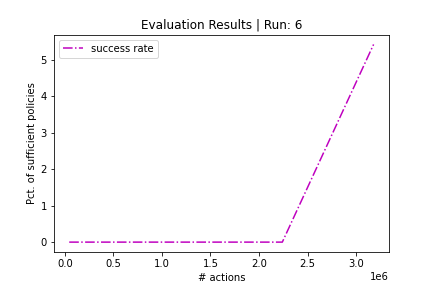 Evaluation Results | Run: 6
success rate
Pct. of sufficient policies
5
4
3
2
1
0
0.0 0.5 1.0 1.5 2.0 2.5 3.0
1e6
# actions